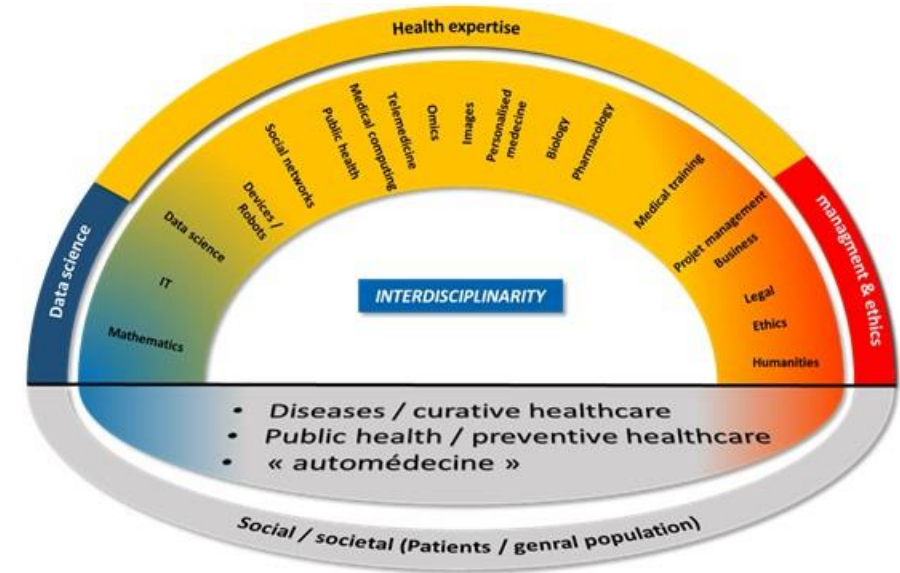 Health expertise
Data science
managment & ethics
Mathematics
IT
Data science
Devices /
Robots
Social networks
Public health
Medical computing
Telemedicine
Omics
Images
Personalised
medecine
Biology
Pharmacology
Medical training
Projet management
Business
Legal
Ethics
Humanities
INTERDISCIPLINARITY
• Diseases / curative healthcare
• Public health / preventive healthcare
• « automédecine »
Social / societal (Patients / genral population)